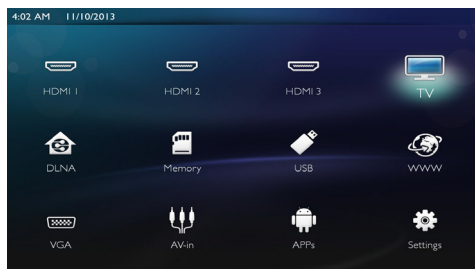 4:02 AM 11/10/2013
HDMI 1 HDMI 2 HDMI 3 TV
DLNA Memory USB WWW
VGA AV-in APPs Settings